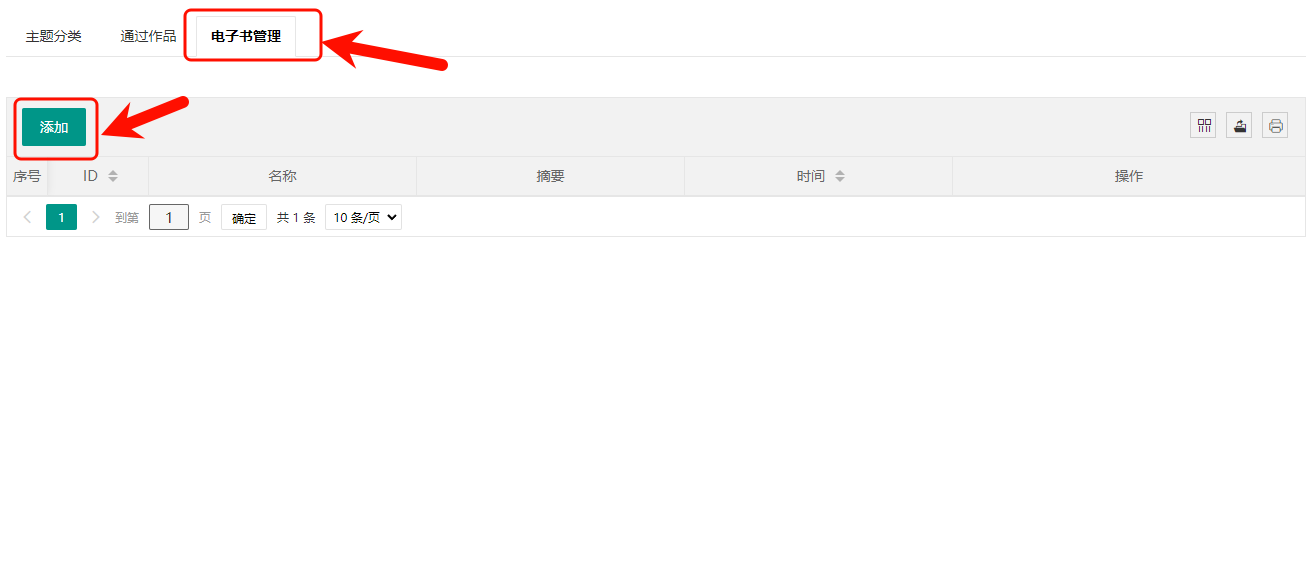 主题分类 通过作品 电子书管理
添加
序号 ID 名称 摘要 时间 操作
1 到第 1 页 确定 共 1 条 10 条/页